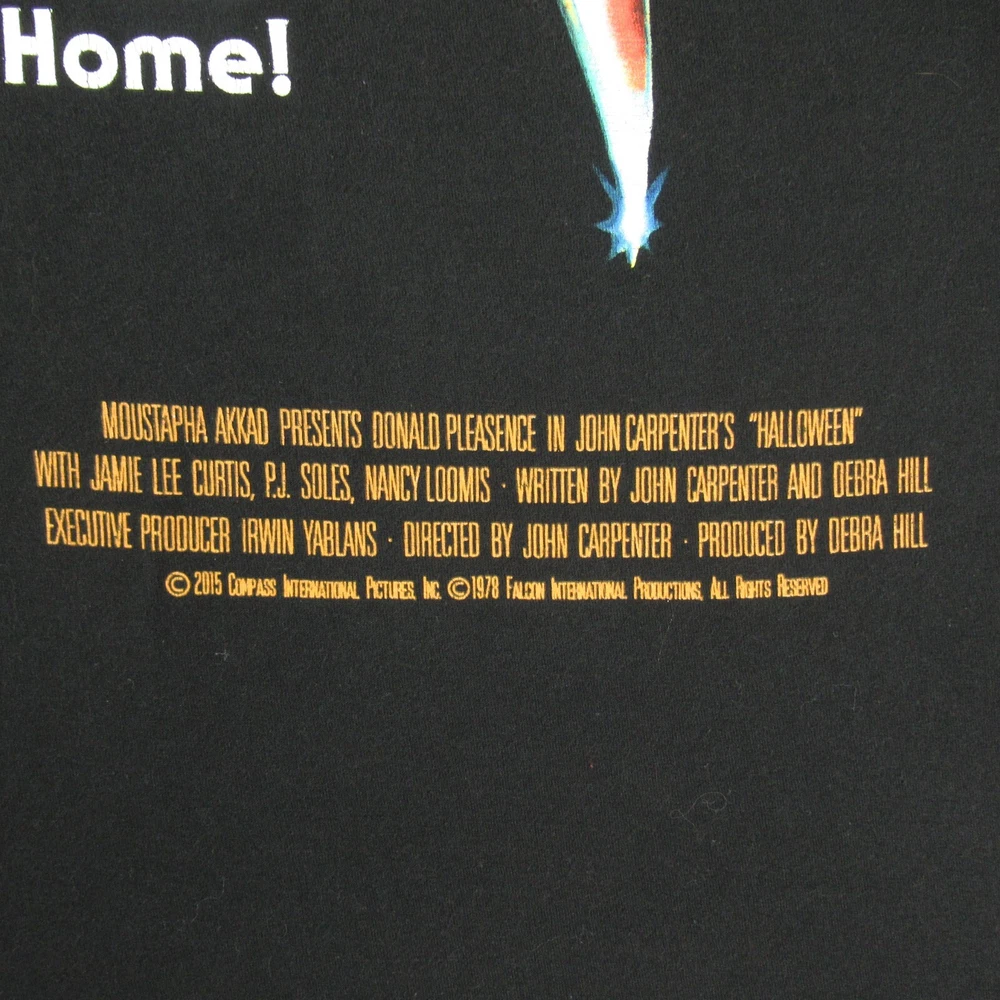 Home!
MOUSTAPHA AKKAD PRESENTS DONALD PLEASENCE IN JOHN CARPENTER'S "HALLOWEEN"
WITH JAMIE LEE CURTIS, P.J. SOLES, NANCY LOOMIS · WRITTEN BY JOHN CARPENTER AND DEBRA HILL
EXECUTIVE PRODUCER IRWIN YABLANS · DIRECTED BY JOHN CARPENTER · PRODUCED BY DEBRA HILL
© 2015 COMPASS INTERNATIONAL PICTURES, INC. © 1978 FALCON INTERNATIONAL PRODUCTIONS, ALL RIGHTS RESERVED